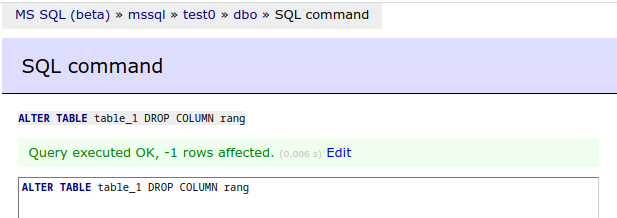 MS SQL (beta) » mssql » test0 » dbo » SQL command
SQL command
ALTER TABLE table_1 DROP COLUMN rang
Query executed OK, -1 rows affected. (0.006 s) Edit
ALTER TABLE table_1 DROP COLUMN rang